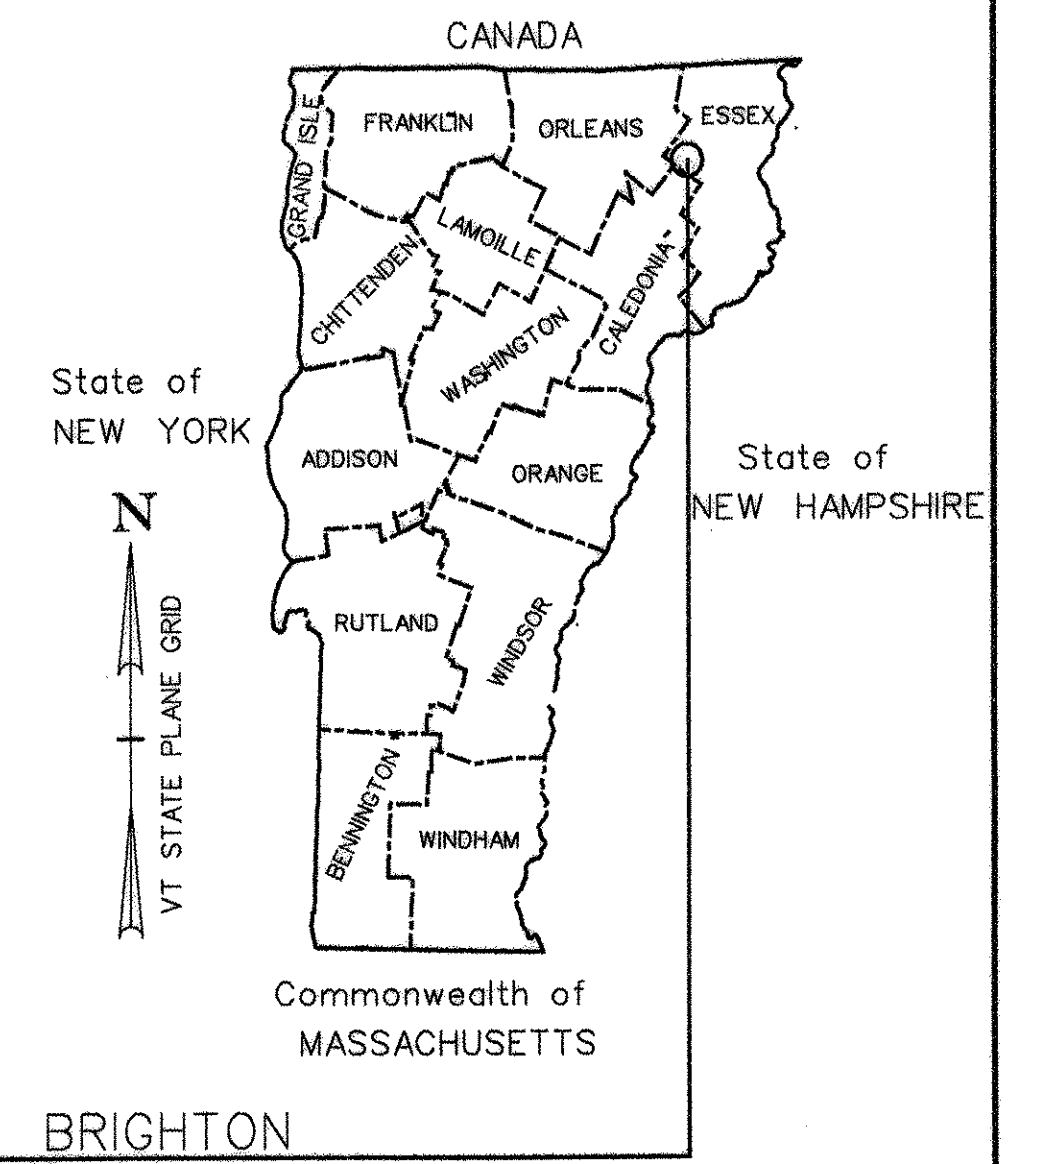 CANADA
FRANKLIN
ORLEANS
ESSEX
GRAND ISLE
LAMOILLE
CHITTENDEN
CALEDONIA
WASHINGTON
State of
NEW YORK
ADDISON
ORANGE
State of
NEW HAMPSHIRE
N
VT STATE PLANE GRID
RUTLAND
WINDSOR
BENNINGTON
WINDHAM
Commonwealth of
MASSACHUSETTS
BRIGHTON